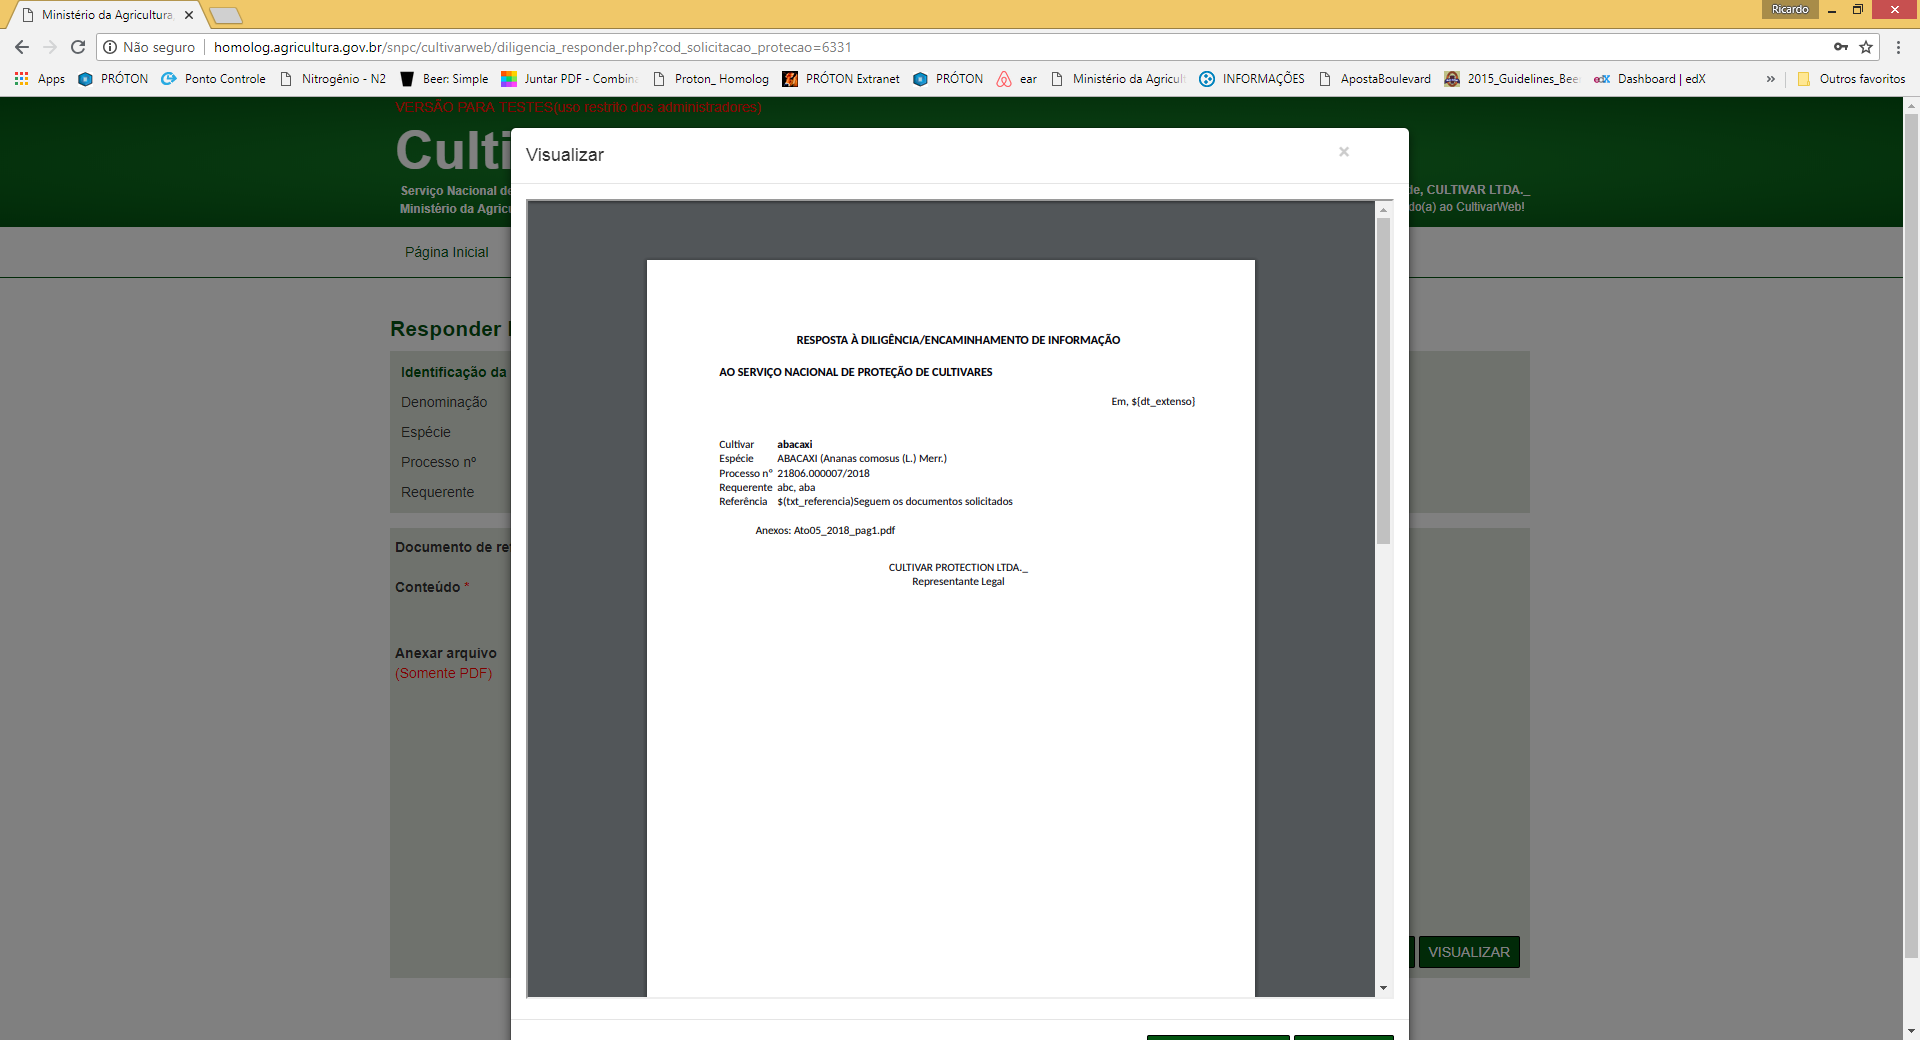 Ministério da Agricultura,
Ricardo
Não seguro
homolog.agricultura.gov.br/snpc/cultivarweb/diligencia_responder.php?cod_solicitacao_protecao=6331
Apps PRÓTON Ponto Controle Nitrogênio - N2 Beer: Simple Juntar PDF - Combin Proton_ Homolog PRÓTON Extranet PRÓTON ear Ministério da Agricult INFORMAÇÕES ApostaBoulevard 2015_Guidelines_Bee Dashboard | edX » Outros favoritos
VERSÃO PARA TESTES(uso restrito dos administradores)
Culti
Serviço Nacional de
de, CULTIVAR LTDA._
Ministério da Agric
do(a) ao CultivarWeb!
Página Inicial
Visualizar
×
Responder
Identificação da
Denominação
Espécie
Processo nº
Requerente
Documento de re
Conteúdo *
Anexar arquivo
(Somente PDF)
RESPOSTA À DILIGÊNCIA/ENCAMINHAMENTO DE INFORMAÇÃO
AO SERVIÇO NACIONAL DE PROTEÇÃO DE CULTIVARES
Em, ${dt_extenso}
Cultivar abacaxi
Espécie ABACAXI (Ananas comosus (L.) Merr.)
Processo nº 21806.000007/2018
Requerente abc, aba
Referência $(txt_referencia)Seguem os documentos solicitados
Anexos: Ato05_2018_pag1.pdf
CULTIVAR PROTECTION LTDA._
Representante Legal
VISUALIZAR